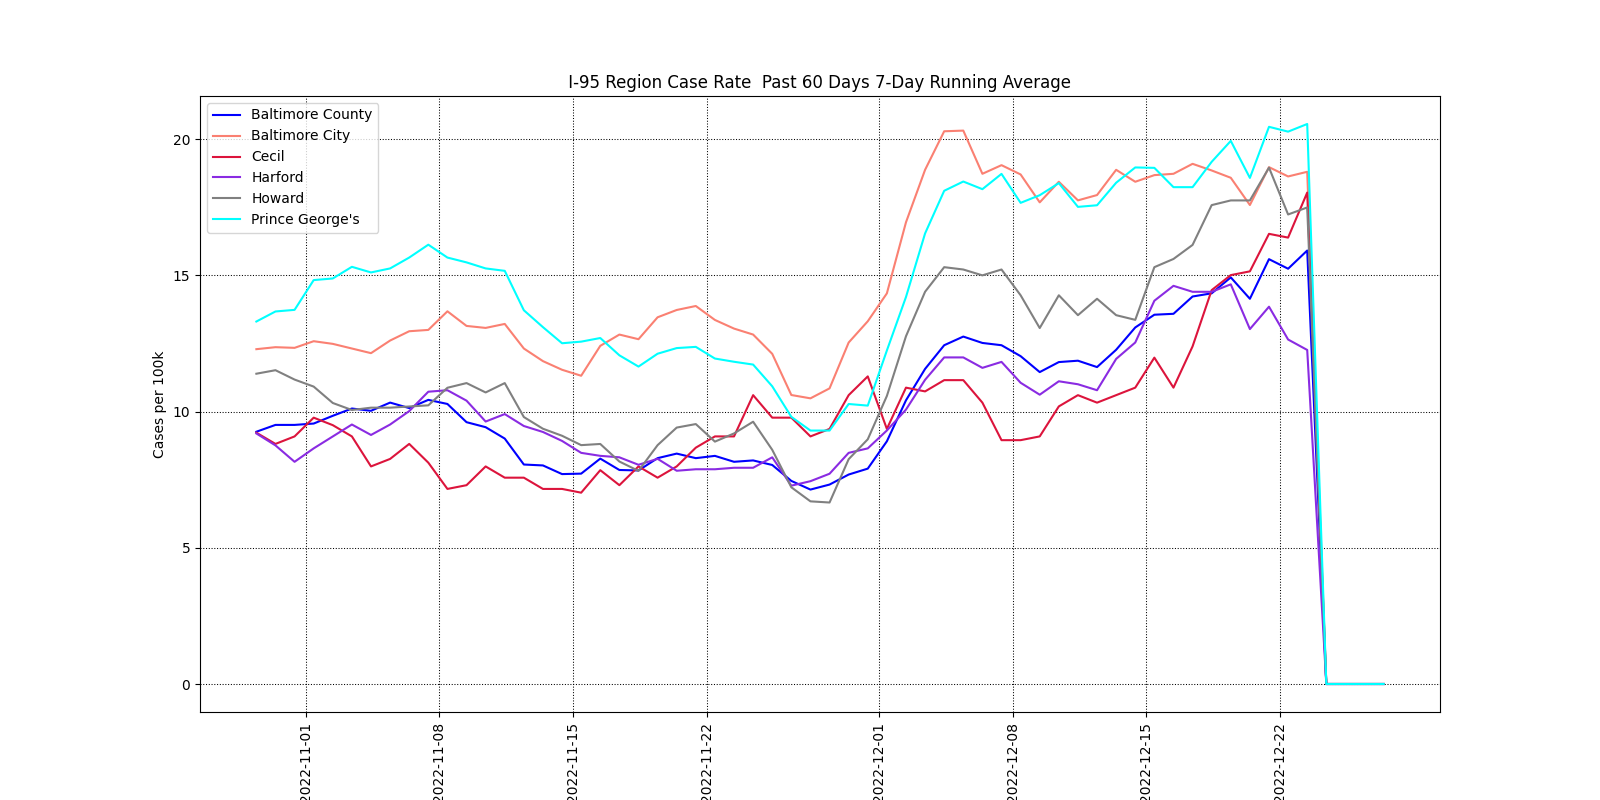 I-95 Region Case Rate  Past 60 Days 7-Day Running Average
Baltimore County
Baltimore City
Cecil
Harford
Howard
Prince George's
Cases per 100k
20
15
10
5
0
2022-11-01
2022-11-08
2022-11-15
2022-11-22
2022-12-01
2022-12-08
2022-12-15
2022-12-22